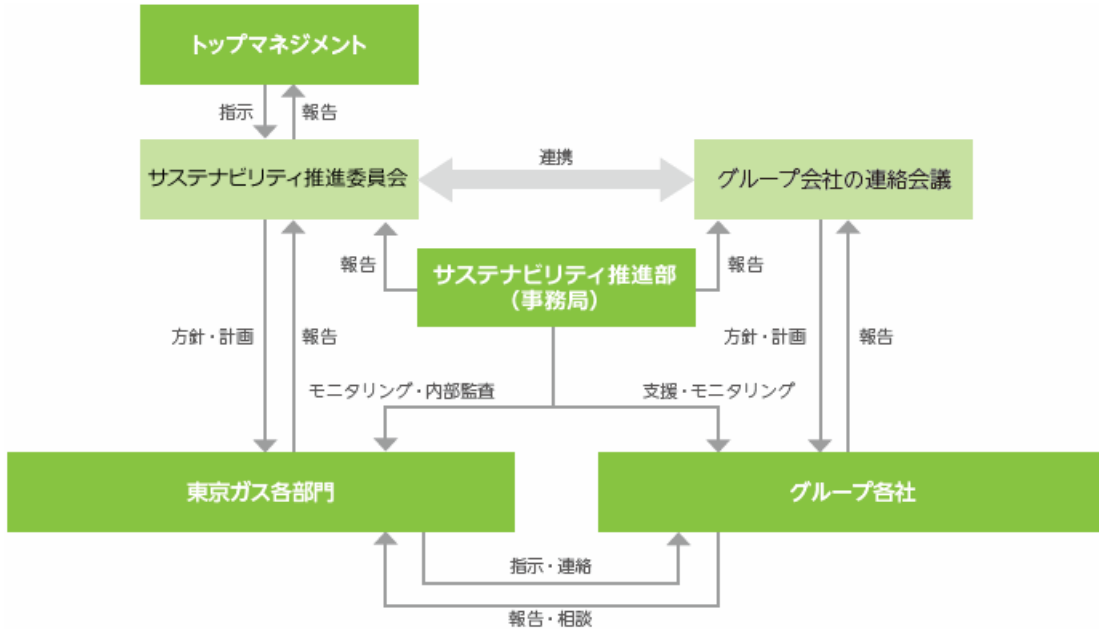 トップマネジメント
指示
報告
サステナビリティ推進委員会
連携
グループ会社の連絡会議
報告
サステナビリティ推進部
（事務局）
報告
方針・計画
報告
方針・計画
報告
モニタリング・内部監査
支援・モニタリング
東京ガス各部門
グループ各社
指示・連絡
報告・相談